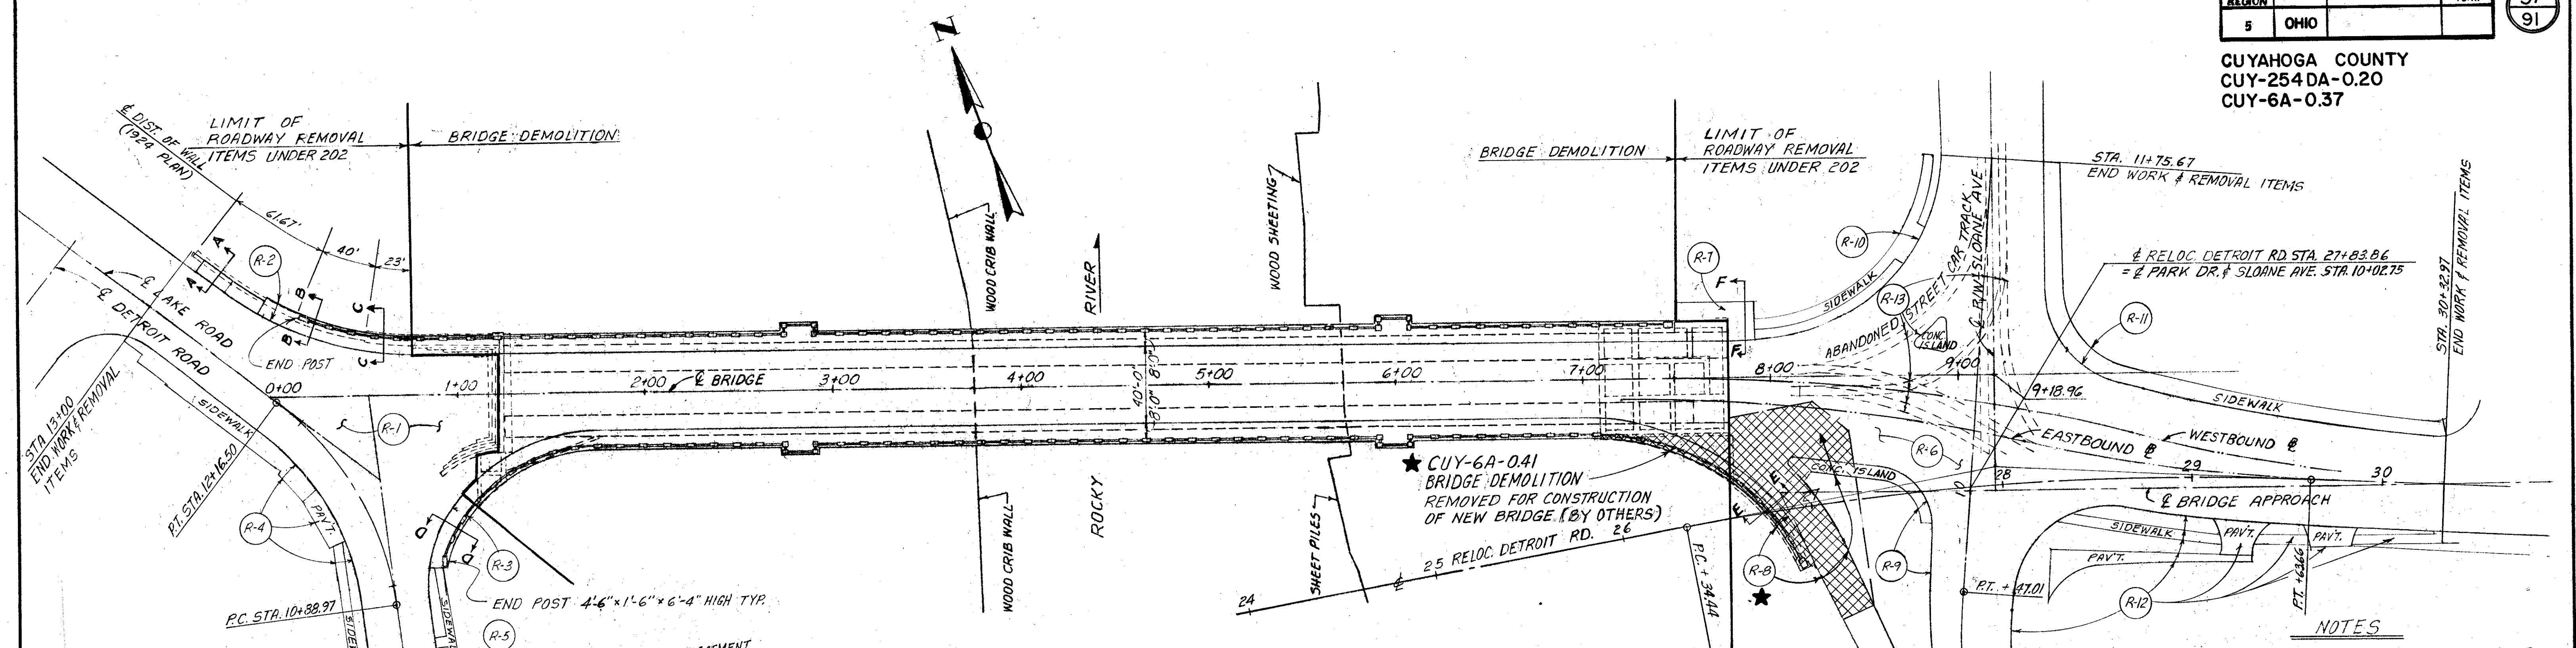 REGION
5 OHIO
91
CUYAHOGA COUNTY
CUY-254DA-0.20
CUY-6A-0.37
N
℄ DIST. OF WALL
(1924 PLAN)
LIMIT OF
ROADWAY REMOVAL
ITEMS UNDER 202
BRIDGE DEMOLITION
BRIDGE DEMOLITION
LIMIT OF
ROADWAY REMOVAL
ITEMS UNDER 202
STA. 11+75.67
END WORK & REMOVAL ITEMS
61.67'
40'
23'
A
A
B
B
C
C
R-2
℄ LAKE ROAD
℄ DETROIT ROAD
END POST
SIDEWALK
STA 13+00
END WORK & REMOVAL
ITEMS
P.T. STA. 12+16.50
R-1
R-4
PAV'T.
P.C. STA. 10+88.97
D
D
R-3
END POST 4'-6" x 1'-6" x 6'-4" HIGH TYP.
R-5
WOOD CRIB WALL
RIVER
WOOD SHEETING
0+00
1+00
2+00
℄ BRIDGE
3+00
4+00
5+00
6+00
7+00
8+00
9+00
40'-0"
8'-0"
8'-0"
WOOD CRIB WALL
ROCKY
SHEET PILES
★ CUY-6A-0.41
BRIDGE DEMOLITION
REMOVED FOR CONSTRUCTION
OF NEW BRIDGE (BY OTHERS)
24
℄
25 RELOC. DETROIT RD. 26
P.C. + 34.44
R-7
F
F
R-10
SIDEWALK
R-13
ABANDONED STREET CAR TRACK
℄ R/W SLOANE AVE.
CONC.
ISLAND
℄ RELOC. DETROIT RD. STA. 27+83.86
= ℄ PARK DR. & SLOANE AVE. STA. 10+02.75
R-11
STA. 30+32.97
END WORK & REMOVAL ITEMS
9+18.96
SIDEWALK
EASTBOUND ℄
WESTBOUND ℄
R-6
CONC. ISLAND
E
E
10
28
29
30
℄ BRIDGE APPROACH
R-8
★
R-9
P.T. + 47.01
SIDEWALK
PAV'T.
PAV'T.
PAV'T.
R-12
P.T. + 63.66
NOTES